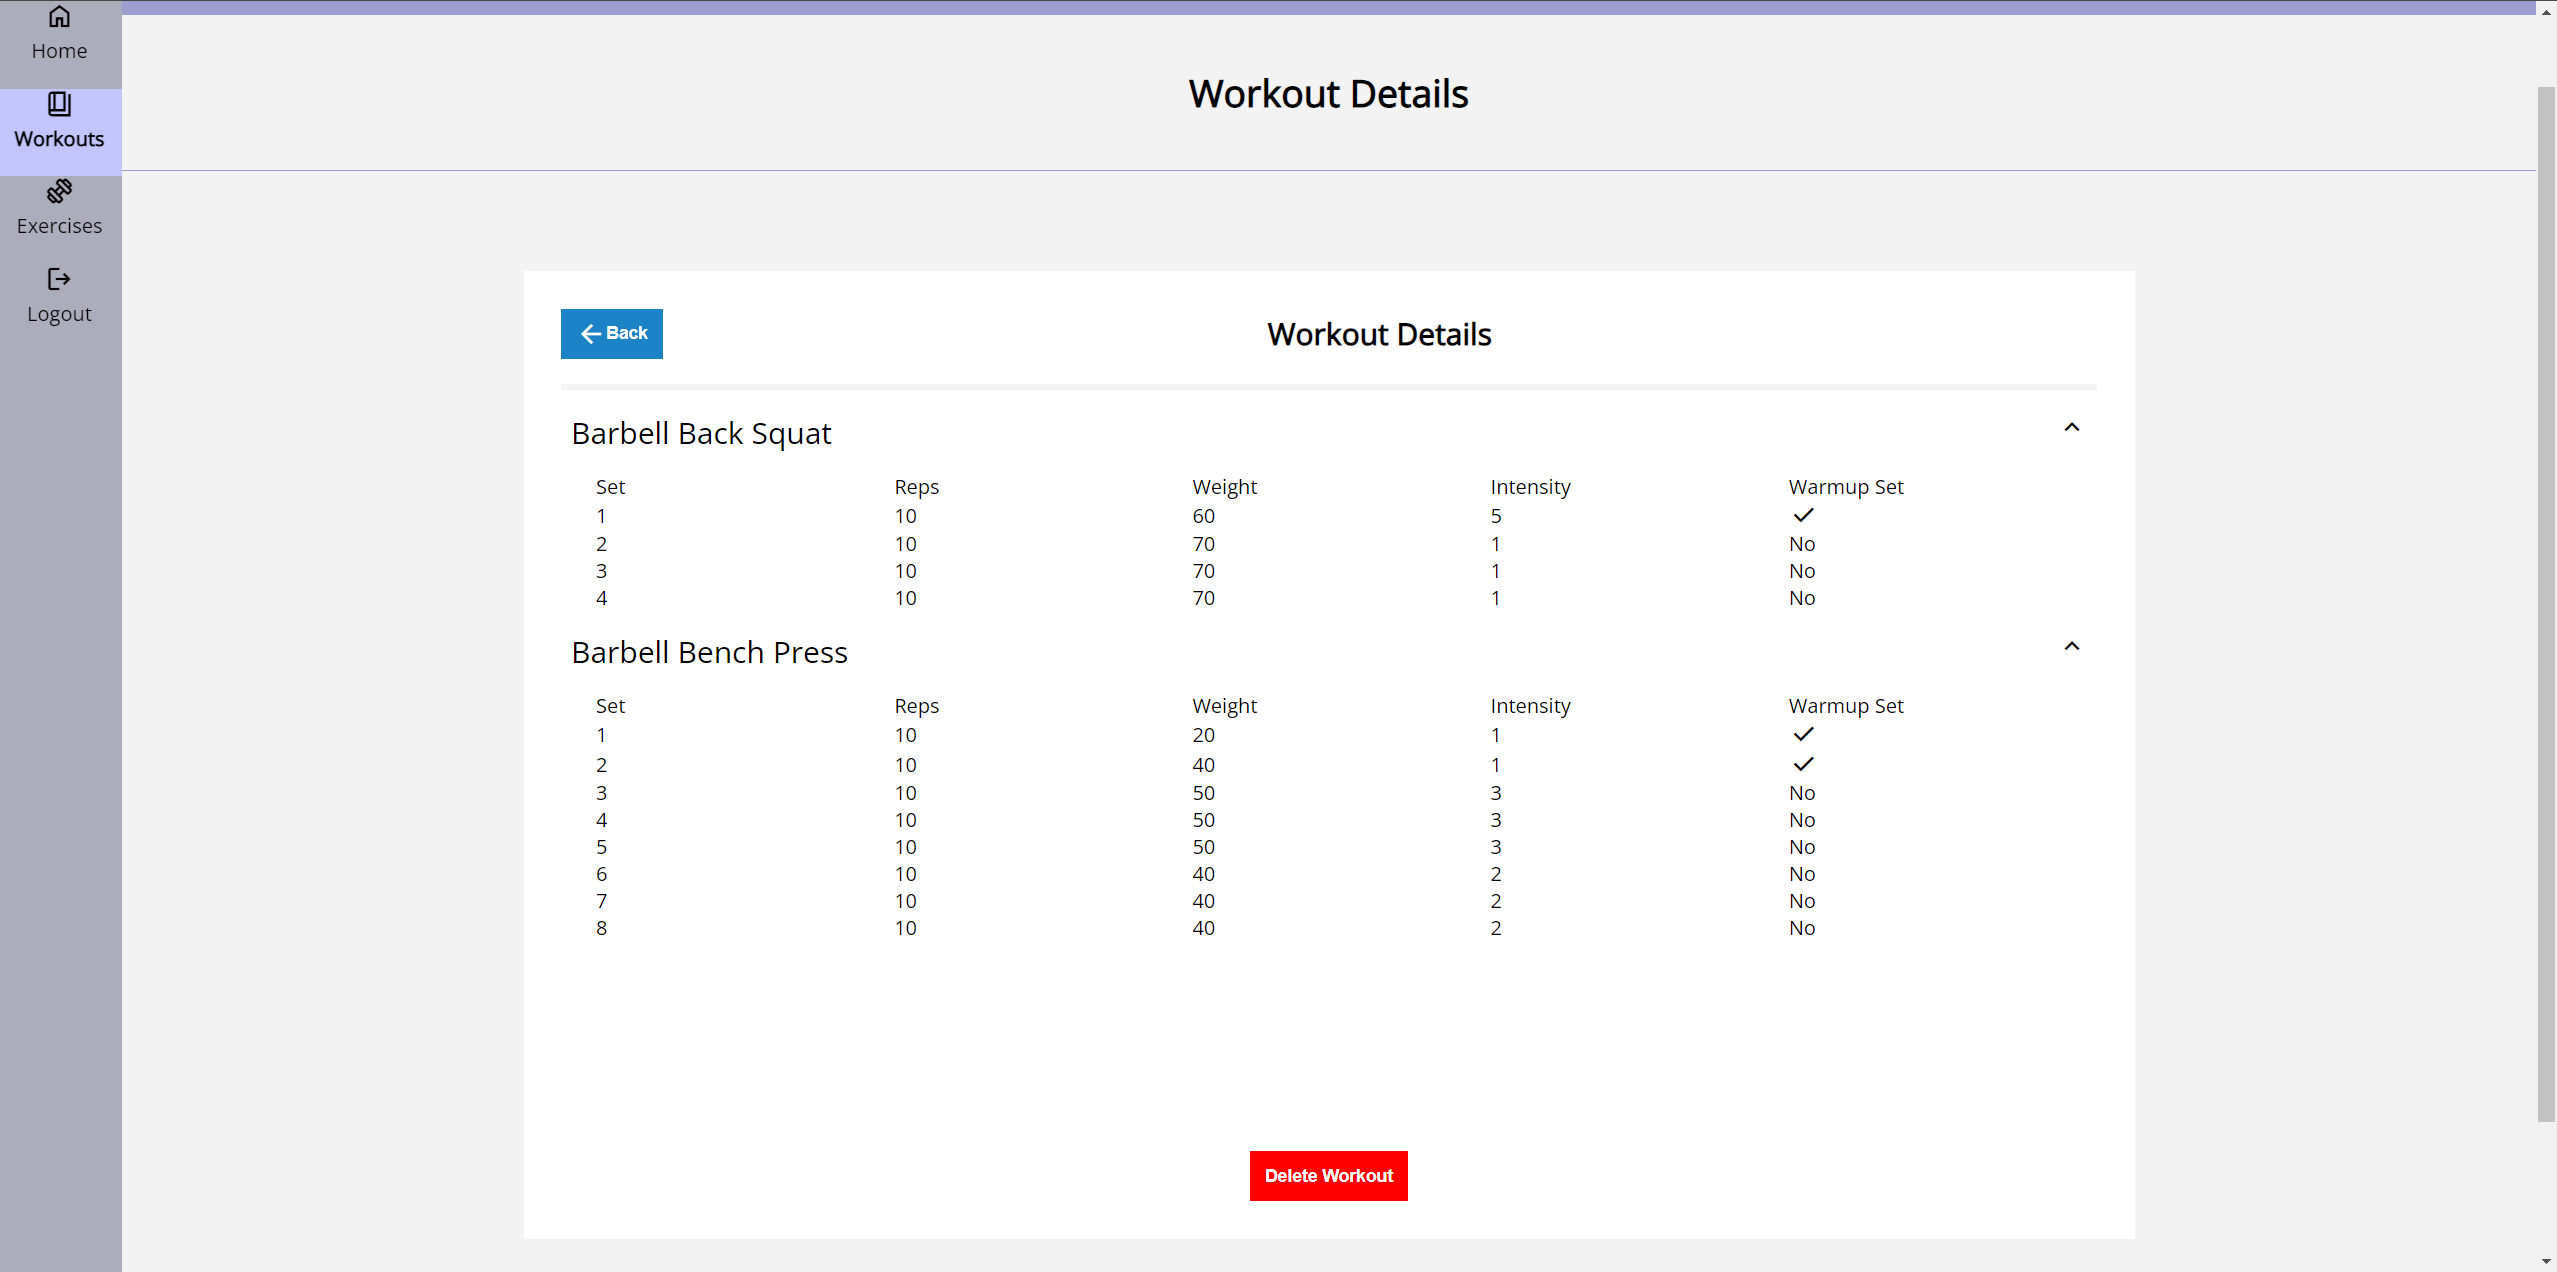 Home
Workouts
Exercises
Logout
Workout Details
Back
Workout Details
Barbell Back Squat
Set Reps Weight Intensity Warmup Set
1 10 60 5
2 10 70 1 No
3 10 70 1 No
4 10 70 1 No
Barbell Bench Press
Set Reps Weight Intensity Warmup Set
1 10 20 1
2 10 40 1
3 10 50 3 No
4 10 50 3 No
5 10 50 3 No
6 10 40 2 No
7 10 40 2 No
8 10 40 2 No
Delete Workout